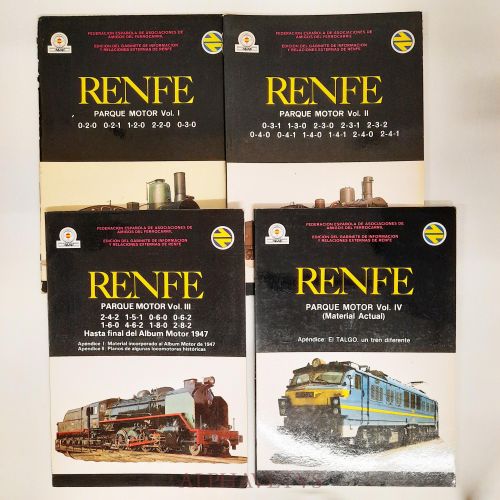 FEDERACION ESPAÑOLA DE ASOCIACIONES DE
AMIGOS DEL FERROCARRIL
EDICION DEL GABINETE DE INFORMACION
Y RELACIONES EXTERNAS DE RENFE
RENFE
PARQUE MOTOR Vol. I
0-2-0 0-2-1 1-2-0 2-2-0 0-3-0
FEDERACION ESPAÑOLA DE ASOCIACIONES DE
AMIGOS DEL FERROCARRIL
EDICION DEL GABINETE DE INFORMACION
Y RELACIONES EXTERNAS DE RENFE
RENFE
PARQUE MOTOR Vol. II
0-3-1 1-3-0 2-3-0 2-3-1 2-3-2
0-4-0 0-4-1 1-4-0 1-4-1 2-4-0 2-4-1
FEDERACION ESPAÑOLA DE ASOCIACIONES DE
AMIGOS DEL FERROCARRIL
EDICION DEL GABINETE DE INFORMACION
Y RELACIONES EXTERNAS DE RENFE
RENFE
PARQUE MOTOR Vol. III
2-4-2 1-5-1 0-6-0 0-6-2
1-6-0 4-6-2 1-8-0 2-8-2
Hasta final del Album Motor 1947
Apéndice I: Material incorporado al Album Motor de 1947
Apéndice II: Planos de algunas locomotoras históricas
FEDERACION ESPAÑOLA DE ASOCIACIONES DE
AMIGOS DEL FERROCARRIL
EDICION DEL GABINETE DE INFORMACION
Y RELACIONES EXTERNAS DE RENFE
RENFE
PARQUE MOTOR Vol. IV
(Material Actual)
Apéndice: El TALGO, un tren diferente